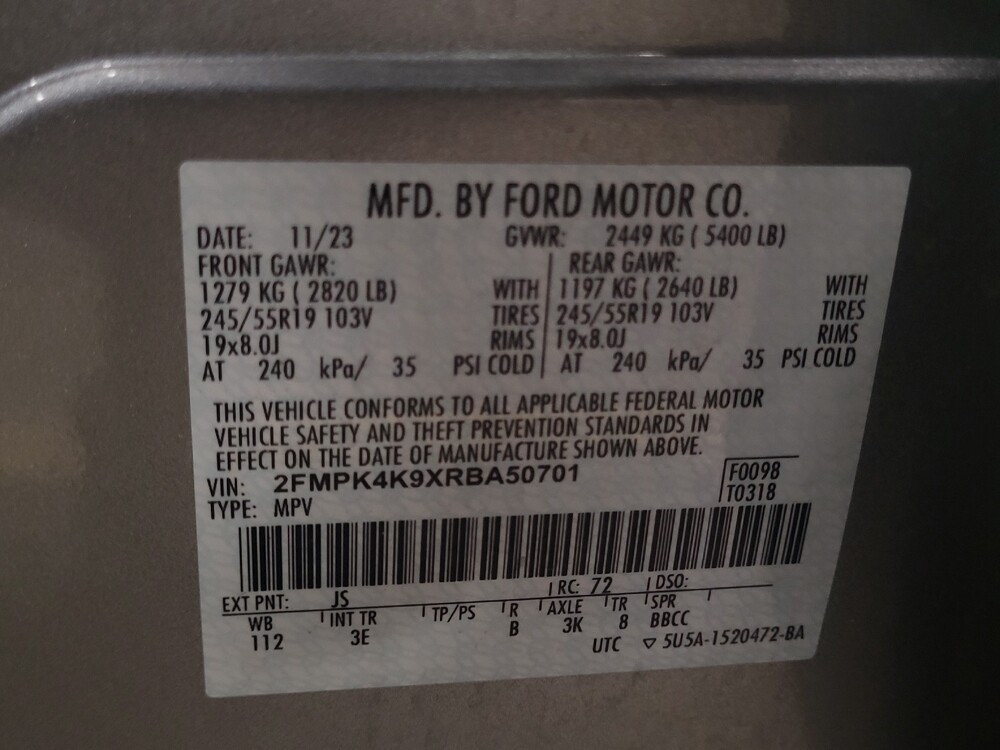 MFD. BY FORD MOTOR CO.
DATE: 11/23 GVWR: 2449 KG ( 5400 LB)
FRONT GAWR: REAR GAWR:
1279 KG ( 2820 LB) WITH 1197 KG ( 2640 LB) WITH
245/55R19 103V TIRES 245/55R19 103V TIRES
19x8.0J RIMS 19x8.0J RIMS
AT 240 kPa/ 35 PSI COLD AT 240 kPa/ 35 PSI COLD
THIS VEHICLE CONFORMS TO ALL APPLICABLE FEDERAL MOTOR
VEHICLE SAFETY AND THEFT PREVENTION STANDARDS IN
EFFECT ON THE DATE OF MANUFACTURE SHOWN ABOVE.
VIN: 2FMPK4K9XRBA50701 F0098
TYPE: MPV T0318
EXT PNT: JS RC: 72 DSO:
WB INT TR TP/PS R AXLE TR SPR
112 3E B 3K 8 BBCC
UTC ▽ 5U5A-1520472-BA